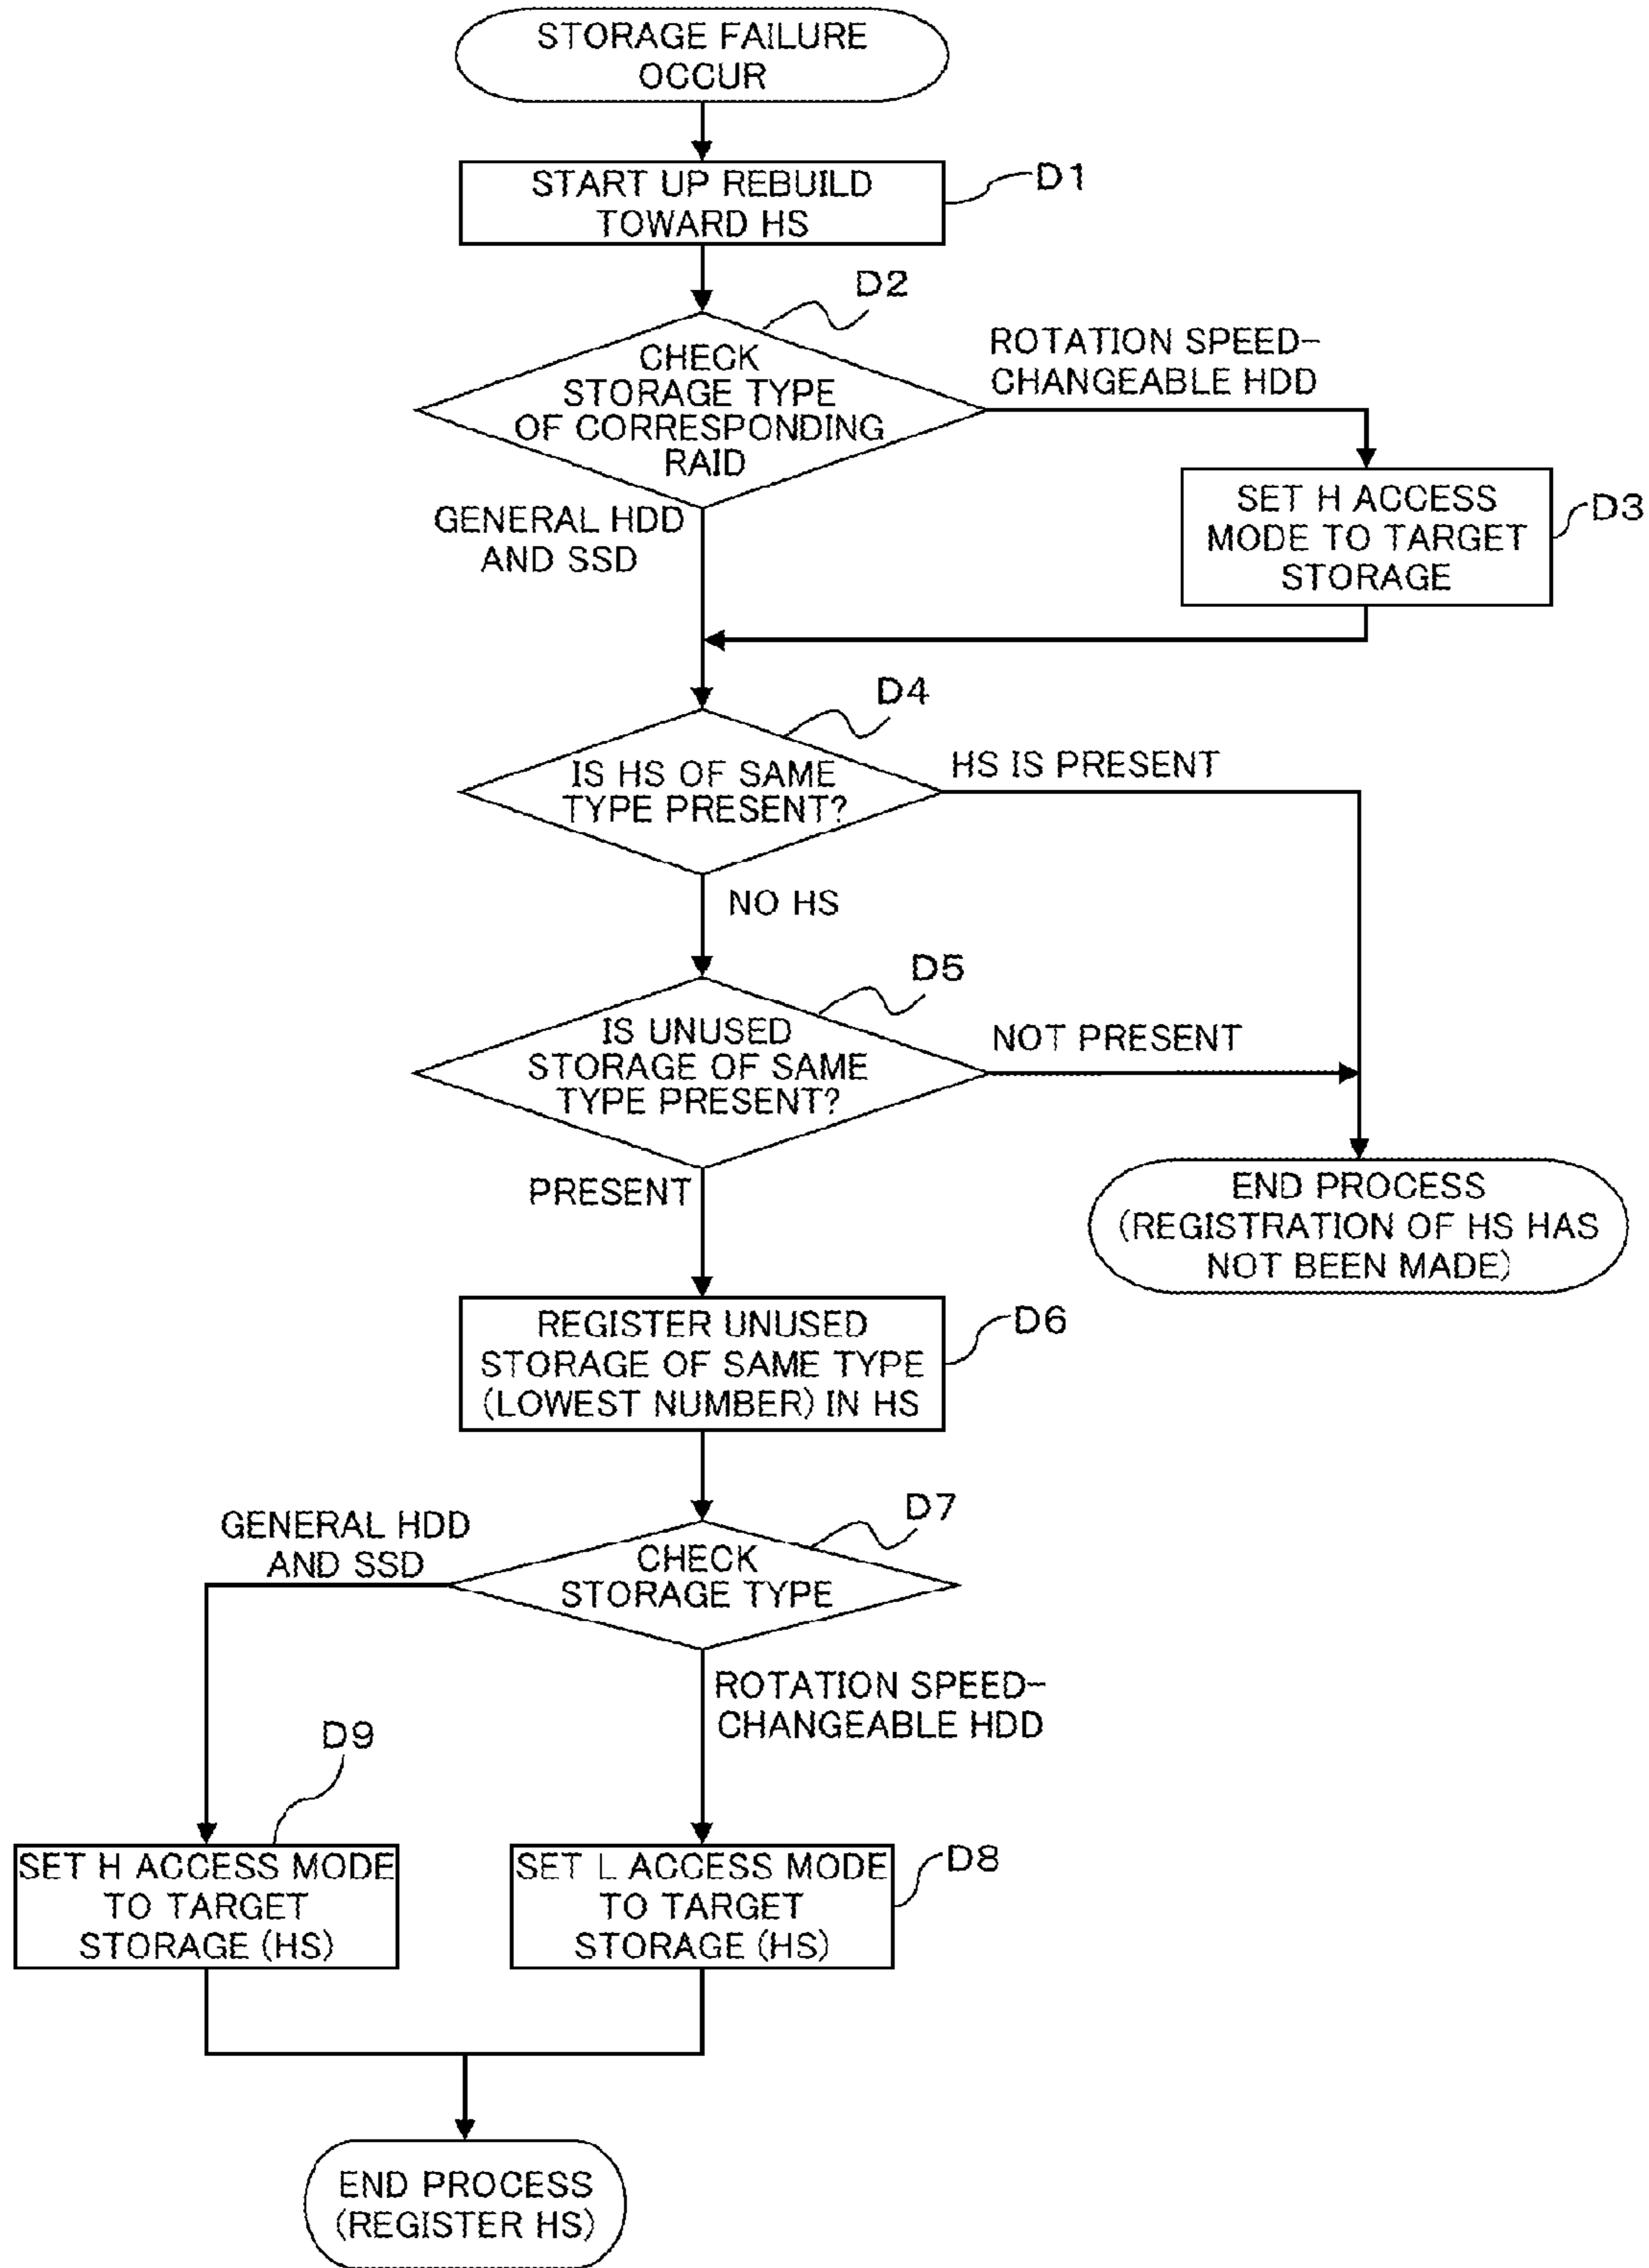 STORAGE FAILURE
OCCUR
START UP REBUILD
TOWARD HS
D1
D2
CHECK
STORAGE TYPE
OF CORRESPONDING
RAID
ROTATION SPEED-
CHANGEABLE HDD
GENERAL HDD
AND SSD
SET H ACCESS
MODE TO TARGET
STORAGE
D3
D4
IS HS OF SAME
TYPE PRESENT?
HS IS PRESENT
NO HS
D5
IS UNUSED
STORAGE OF SAME
TYPE PRESENT?
NOT PRESENT
PRESENT
END PROCESS
(REGISTRATION OF HS HAS
NOT BEEN MADE)
REGISTER UNUSED
STORAGE OF SAME TYPE
(LOWEST NUMBER) IN HS
D6
D7
GENERAL HDD
AND SSD
CHECK
STORAGE TYPE
ROTATION SPEED-
CHANGEABLE HDD
D9
SET H ACCESS MODE
TO TARGET
STORAGE (HS)
SET L ACCESS MODE
TO TARGET
STORAGE (HS)
D8
END PROCESS
(REGISTER HS)